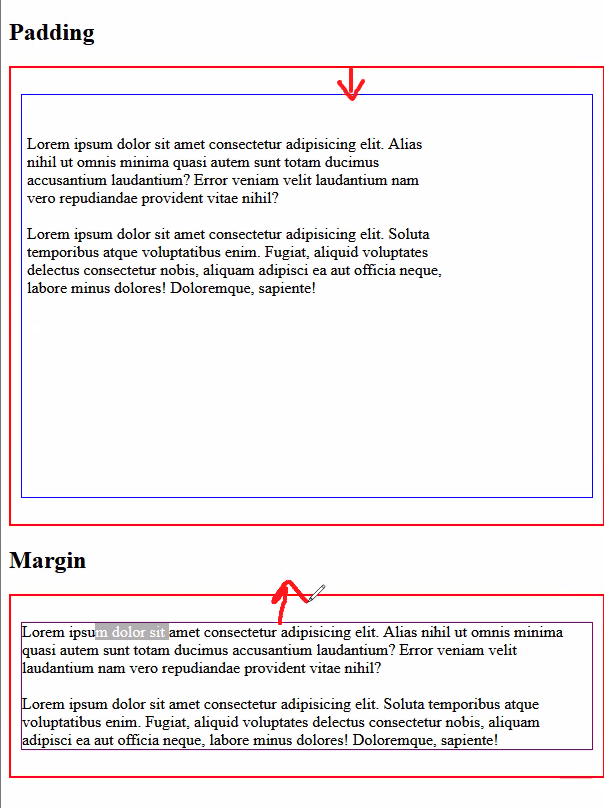 Padding
Lorem ipsum dolor sit amet consectetur adipisicing elit. Alias
nihil ut omnis minima quasi autem sunt totam ducimus
accusantium laudantium? Error veniam velit laudantium nam
vero repudiandae provident vitae nihil?
Lorem ipsum dolor sit amet consectetur adipisicing elit. Soluta
temporibus atque voluptatibus enim. Fugiat, aliquid voluptates
delectus consectetur nobis, aliquam adipisci ea aut officia neque,
labore minus dolores! Doloremque, sapiente!
Margin
Lorem ipsum dolor sit amet consectetur adipisicing elit. Alias nihil ut omnis minima
quasi autem sunt totam ducimus accusantium laudantium? Error veniam velit
laudantium nam vero repudiandae provident vitae nihil?
Lorem ipsum dolor sit amet consectetur adipisicing elit. Soluta temporibus atque
voluptatibus enim. Fugiat, aliquid voluptates delectus consectetur nobis, aliquam
adipisci ea aut officia neque, labore minus dolores! Doloremque, sapiente!